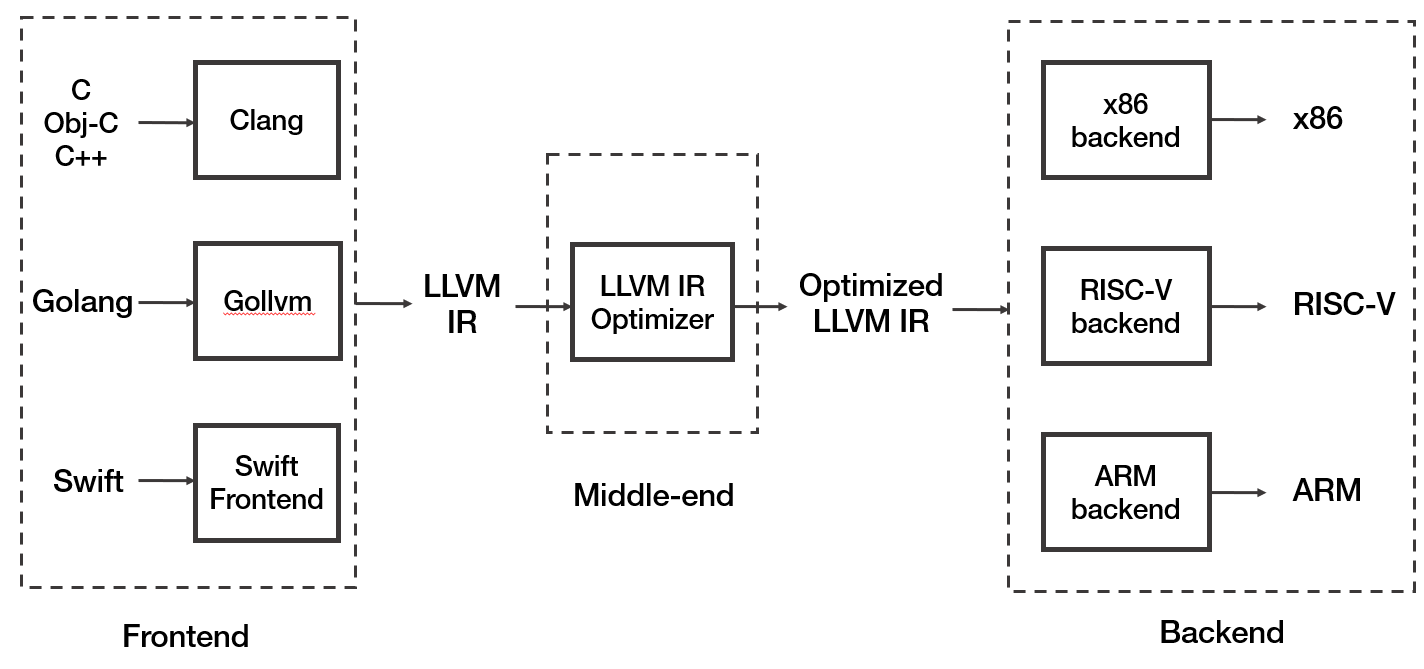 C
Obj-C
C++
Clang
Golang
Gollvm
Swift
Swift
Frontend
Frontend
LLVM
IR
LLVM IR
Optimizer
Middle-end
Optimized
LLVM IR
x86
backend
x86
RISC-V
backend
RISC-V
ARM
backend
ARM
Backend